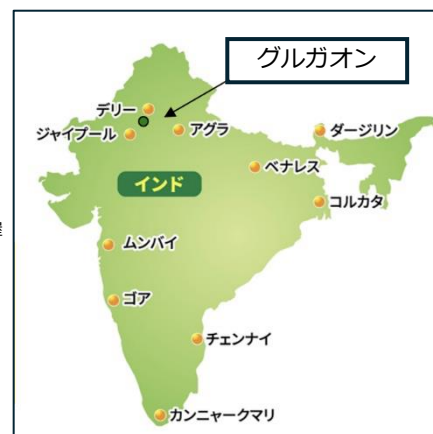 グルガオン
デリー
ジャイプール
アグラ
ダージリン
ベナレス
インド
コルカタ
ムンバイ
ゴア
チェンナイ
カンニャークマリ